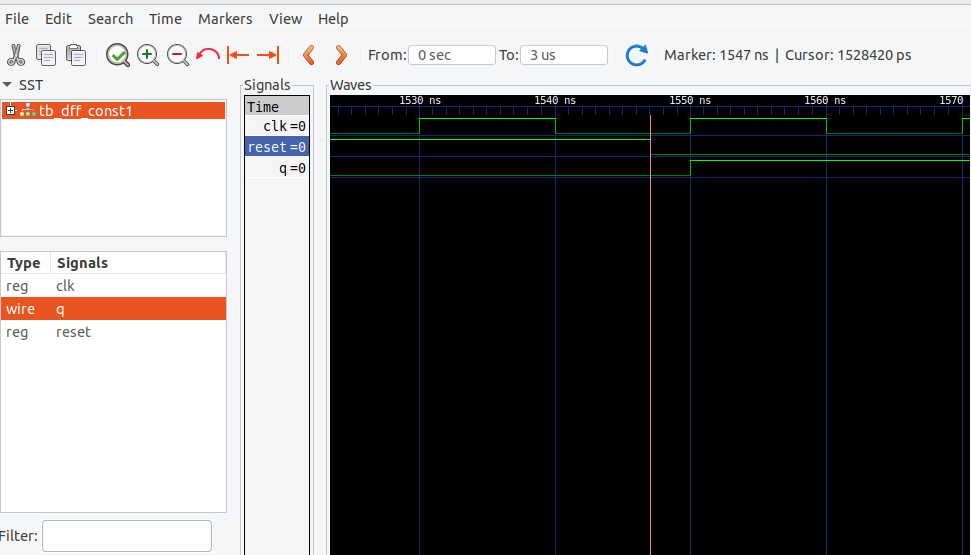 File Edit Search Time Markers View Help
From: 0 sec To: 3 us Marker: 1547 ns | Cursor: 1528420 ps
SST
tb_dff_const1
Type Signals
reg clk
wire q
reg reset
Filter:
Signals
Time
clk=0
reset=0
q=0
Waves
1530 ns 1540 ns 1550 ns 1560 ns 1570